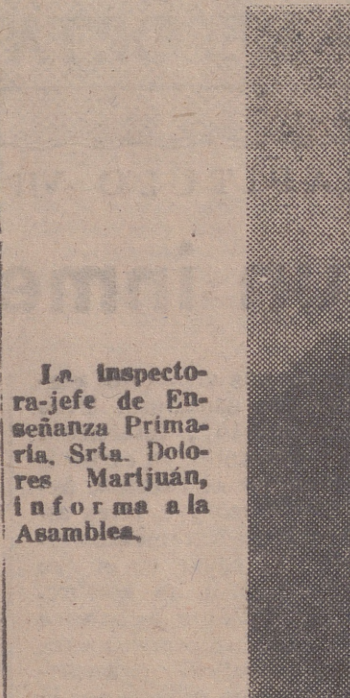 La inspecto-
ra-jefe de En-
señanza Prima-
ria, Srta. Dolo-
res Marijuán,
informa a la
Asamblea.